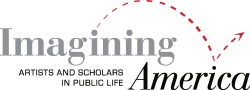 Imagining
ARTISTS AND SCHOLARS
IN PUBLIC LIFE
America